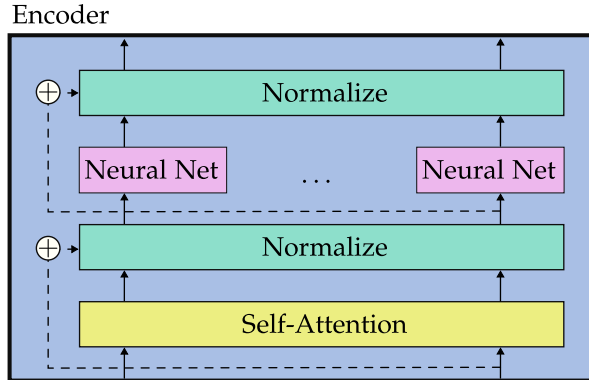 Encoder
Normalize
Neural Net ... Neural Net
Normalize
Self-Attention